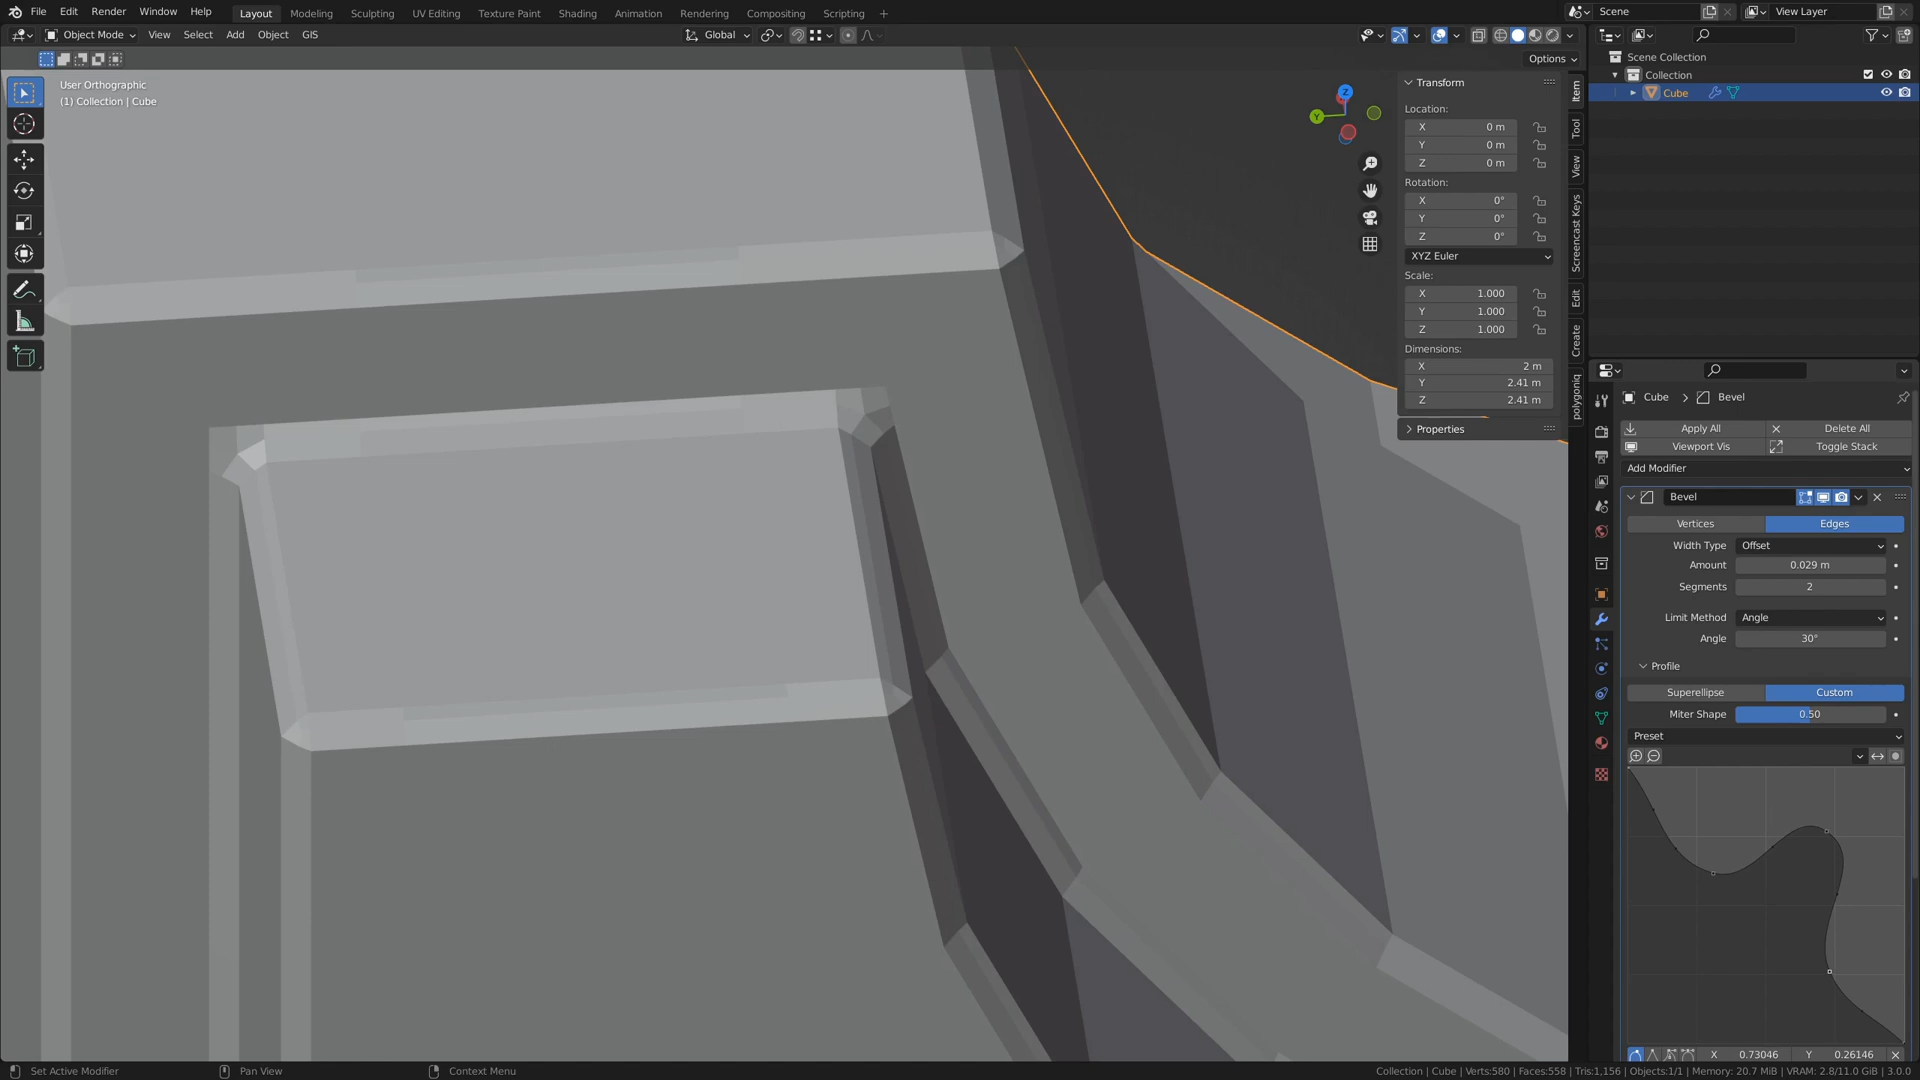 File Edit Render Window Help Layout Modeling Sculpting UV Editing Texture Paint Shading Animation Rendering Compositing Scripting + Scene View Layer
Object Mode View Select Add Object GIS Global
Options
User Orthographic
(1) Collection | Cube
Z
Y
Transform
Location:
X 0 m
Y 0 m
Z 0 m
Rotation:
X 0°
Y 0°
Z 0°
XYZ Euler
Scale:
X 1.000
Y 1.000
Z 1.000
Dimensions:
X 2 m
Y 2.41 m
Z 2.41 m
Properties
Item
Tool
View
Screencast Keys
Edit
Create
polygoniq
Scene Collection
Collection
Cube
Cube > Bevel
Apply All Delete All
Viewport Vis Toggle Stack
Add Modifier
Bevel
Vertices Edges
Width Type Offset
Amount 0.029 m
Segments 2
Limit Method Angle
Angle 30°
Profile
Superellipse Custom
Miter Shape 0.50
Preset
X 0.73046 Y 0.26146
Set Active Modifier Pan View Context Menu Collection | Cube | Verts:580 | Faces:558 | Tris:1,156 | Objects:1/1 | Memory: 20.7 MiB | VRAM: 2.8/11.0 GiB | 3.0.0